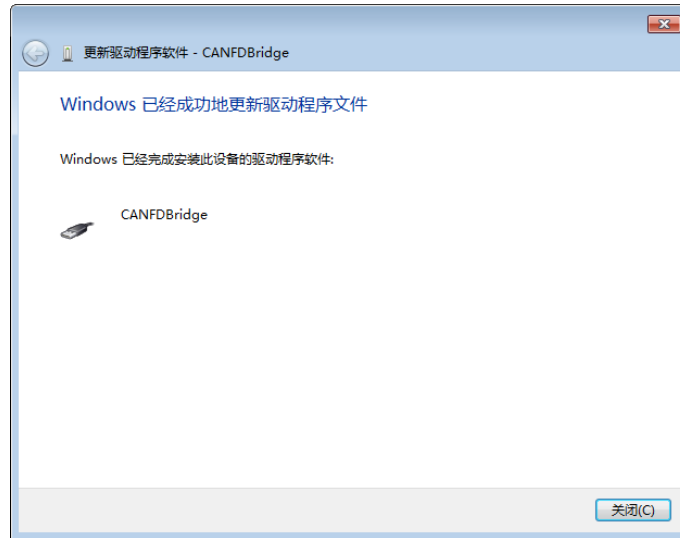 更新驱动程序软件 - CANFDBridge
Windows 已经成功地更新驱动程序文件
Windows 已经完成安装此设备的驱动程序软件:
CANFDBridge
关闭(C)